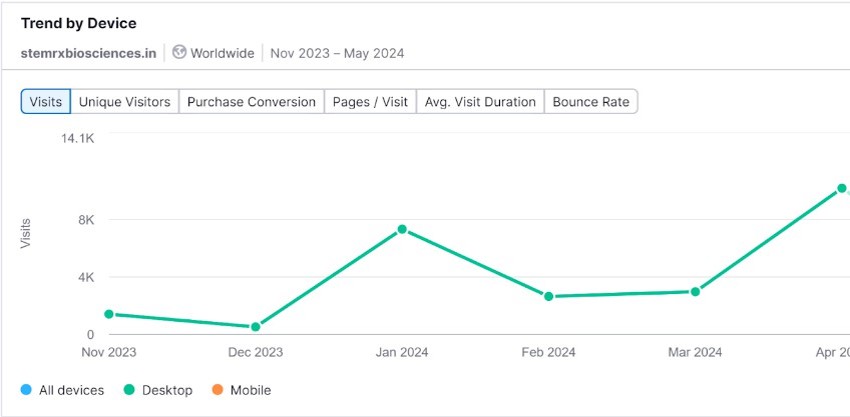 Trend by Device
stemrxbiosciences.in Worldwide Nov 2023 – May 2024
Visits Unique Visitors Purchase Conversion Pages / Visit Avg. Visit Duration Bounce Rate
14.1K
8K
4K
0
Visits
Nov 2023 Dec 2023 Jan 2024 Feb 2024 Mar 2024 Apr 20
All devices Desktop Mobile